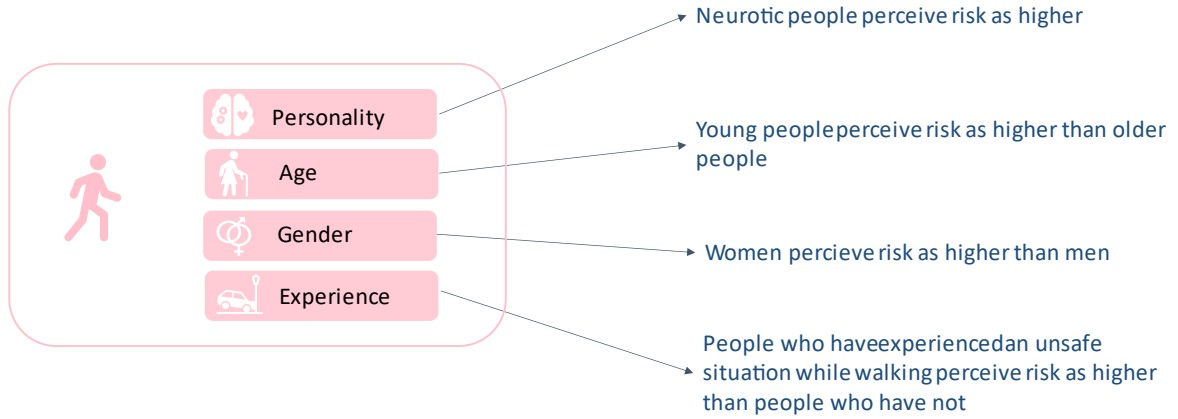 Neurotic people perceive risk as higher
Personality
Young people perceive risk as higher than older
people
Age
Gender
Women percieve risk as higher than men
Experience
People who haveexperiencedan unsafe
situation while walking perceive risk as higher
than people who have not